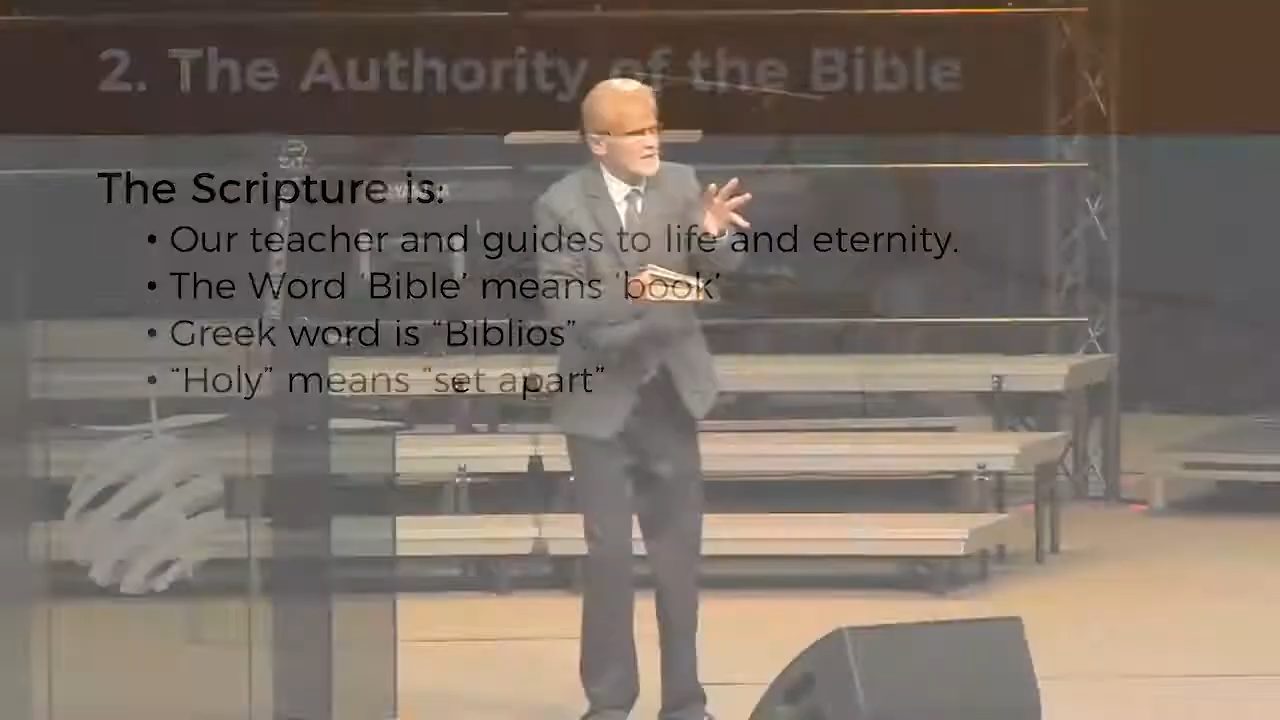 2. The Authority of the Bible
The Scripture is:
• Our teacher and guides to life and eternity.
• The Word ‘Bible’ means ‘book’
• Greek word is “Biblios”
• “Holy” means “set apart”